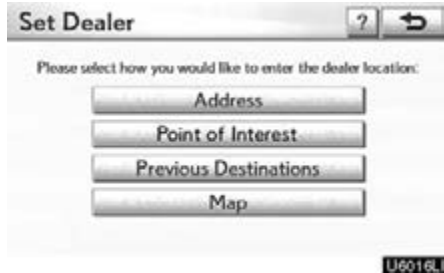 Set Dealer ?
Please select how you would like to enter the dealer location:
Address
Point of Interest
Previous Destinations
Map
U6016LI